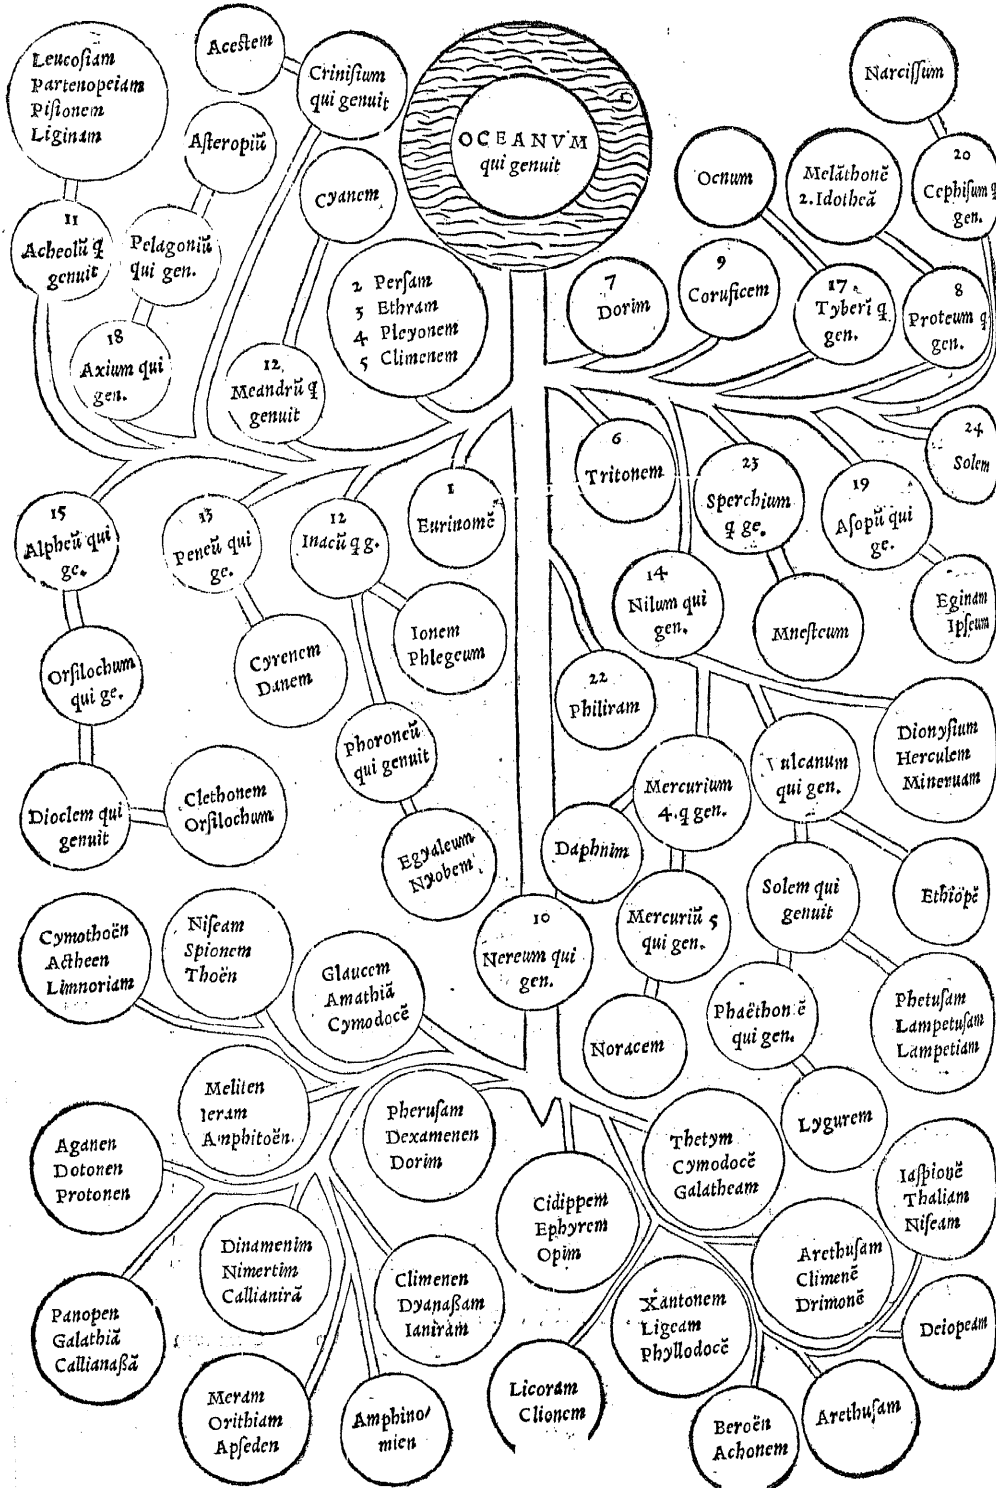 Leucoſiam
Partenopeiam
Piſionem
Liginam
Aceſtem
Criniſium
qui genuit
OCEANVM
qui genuit
Narciſſum
Aſteropiũ
Cyanem
Ocnum
Melãthonẽ
2. Idotheã
20
Cephiſum q̃
gen.
11
Acheolũ q̃
genuit
Pelagoniũ
qui gen.
2 Perſam
3 Ethram
4 Pleyonem
5 Climenem
7
Dorim
9
Coruficem
17
Tyberĩ q̃
gen.
8
Proteum q̃
gen.
18
Axium qui
gen.
12
Meandrũ q̃
genuit
24
Solem
15
Alpheũ qui
ge.
13
Peneũ qui
ge.
12
Inacũ q g.
1
Eurinomẽ
6
Tritonem
23
Sperchium
q ge.
19
Aſopũ qui
ge.
Orſilochum
qui ge.
Cyrenem
Danem
Ionem
Phlegeum
14
Nilum qui
gen.
Mneſteum
Eginam
Ipſeum
22
Philiram
Phoroneũ
qui genuit
Dionyſium
Herculem
Mineruam
Dioclem qui
genuit
Clethonem
Orſilochum
Egyaleum
Nyobem
Mercurium
4. q gen.
Vulcanum
qui gen.
Daphnim
Solem qui
genuit
Ethiopẽ
Cymothoën
Actheen
Limnoriam
Niſeam
Spionem
Thoën
Glaucem
Amathiã
Cymodocẽ
10
Nereum qui
gen.
Mercuriũ 5
qui gen.
Noracem
Phaëthonẽ
qui gen.
Phetuſam
Lampetuſam
Lampetiam
Meliten
Ieram
Amphitoën
Pheruſam
Dexamenen
Dorim
Lygurem
Aganen
Dotonen
Protonen
Thetym
Cymodocẽ
Galatheam
Iaſpionẽ
Thaliam
Niſeam
Cidippem
Ephyrem
Opim
Dinamenim
Nimertim
Callianirã
Climenen
Dyanaßam
Ianiram
Arethuſam
Climenẽ
Drimonẽ
Panopen
Galathiã
Callianaßã
Xantonem
Ligeam
Phyllodocẽ
Deiopeam
Meram
Orithiam
Apſeden
Amphino/
mien
Licoram
Clionem
Beroën
Achonem
Arethuſam